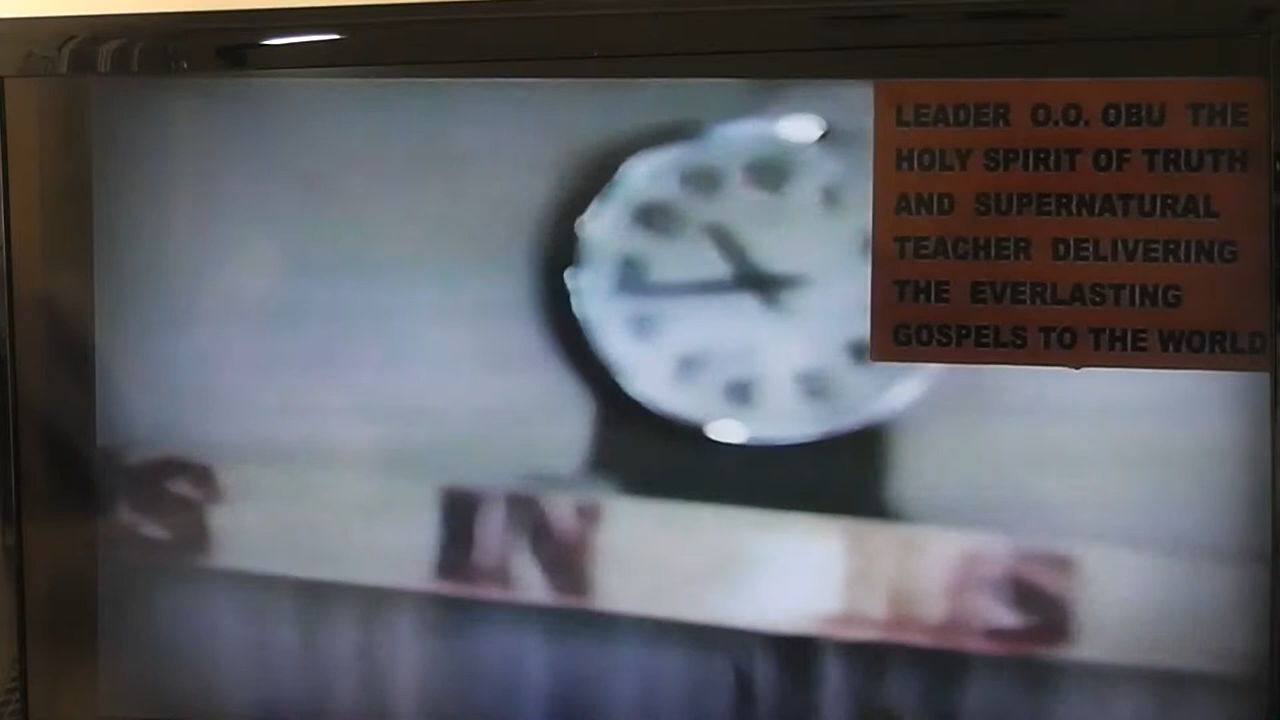 LEADER O.O. OBU THE
HOLY SPIRIT OF TRUTH
AND SUPERNATURAL
TEACHER DELIVERING
THE EVERLASTING
GOSPELS TO THE WORLD
S IN S